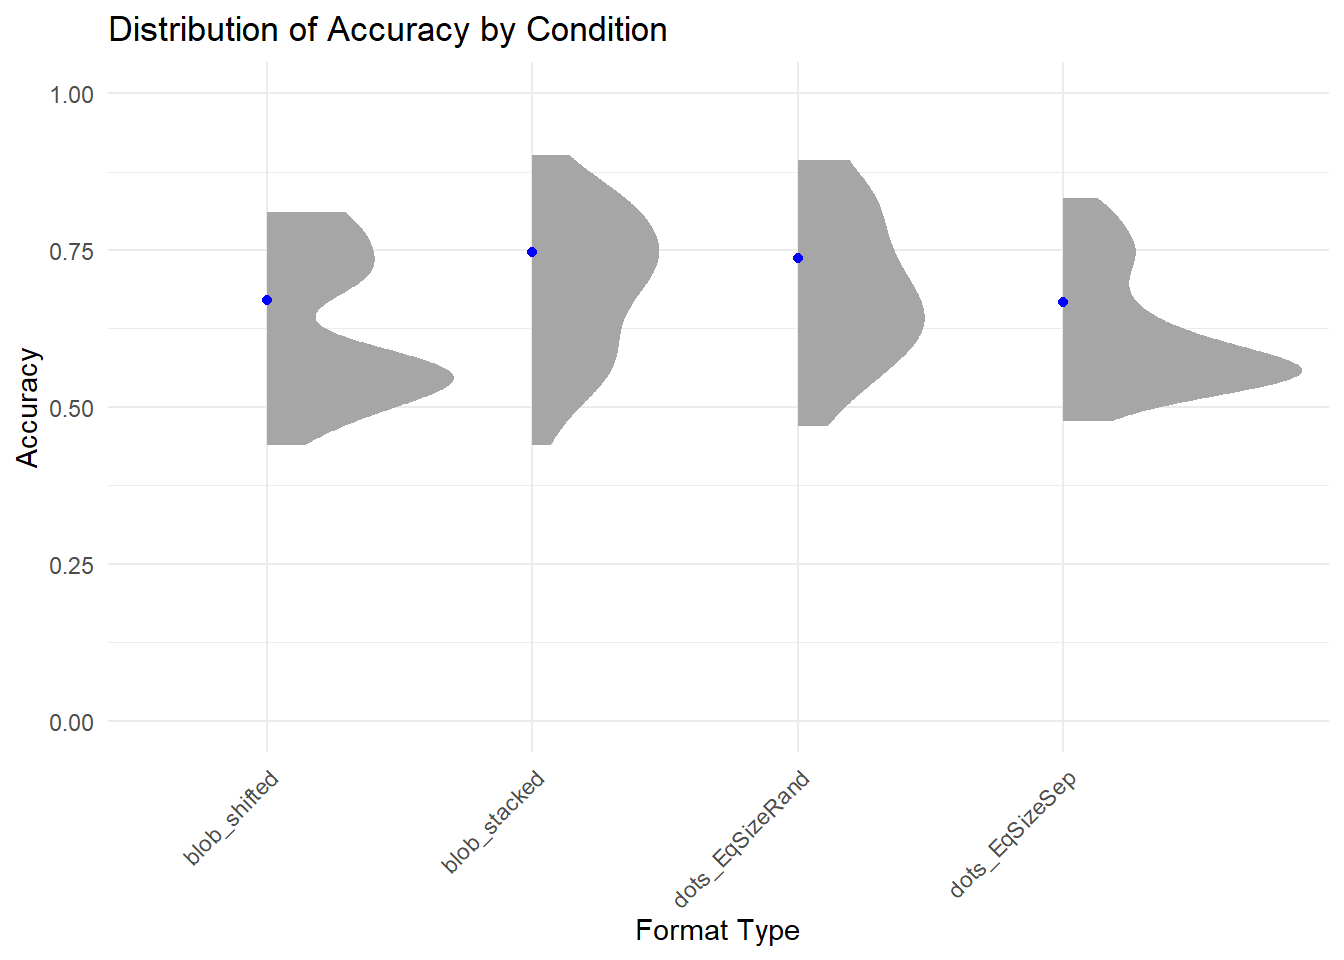 Distribution of Accuracy by Condition
1.00
0.75
0.50
0.25
0.00
Accuracy
blob_shifted
blob_stacked
dots_EqSizeRand
dots_EqSizeSep
Format Type